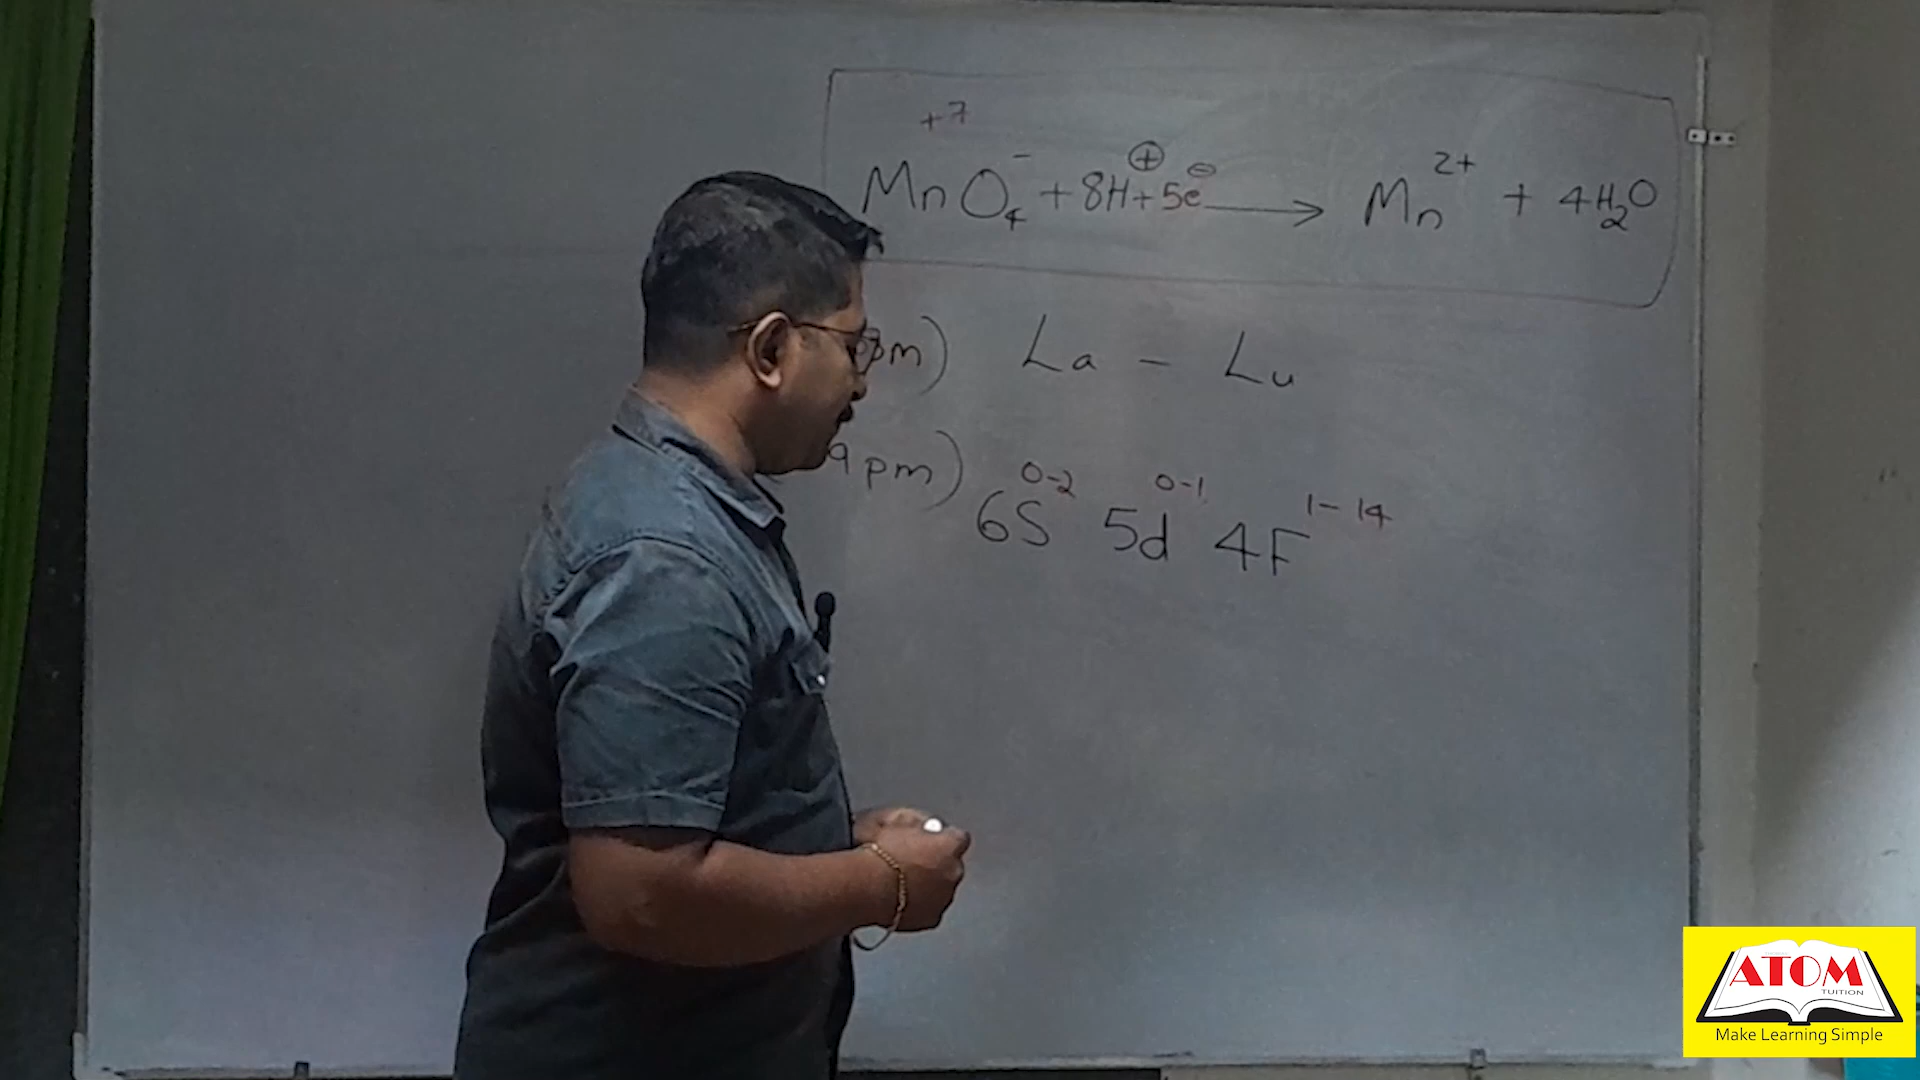 +7
MnO₄⁻ + 8H⊕ + 5e⊖ ⟶ Mn²⁺ + 4H₂O
pm) La - Lu
9pm)
6S⁰⁻² 5d⁰⁻¹ 4F¹⁻¹⁴
ATOM
TUITION
Make Learning Simple